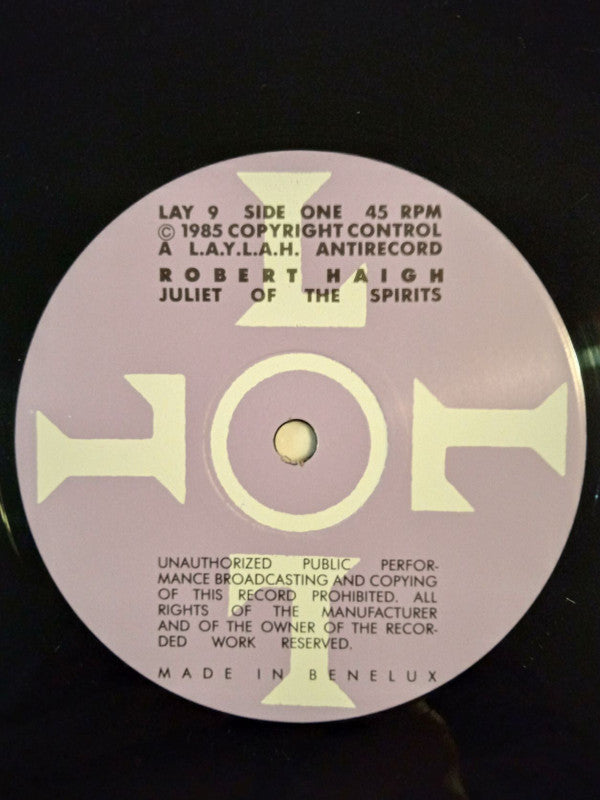 LAY 9 SIDE ONE 45 RPM
© 1985 COPYRIGHT CONTROL
A L.A.Y.L.A.H. ANTIRECORD
ROBERT HAIGH
JULIET OF THE SPIRITS
L
L O L
L
UNAUTHORIZED PUBLIC PERFOR-
MANCE BROADCASTING AND COPYING
OF THIS RECORD PROHIBITED. ALL
RIGHTS OF THE MANUFACTURER
AND OF THE OWNER OF THE RECOR-
DED WORK RESERVED.
MADE IN BENELUX